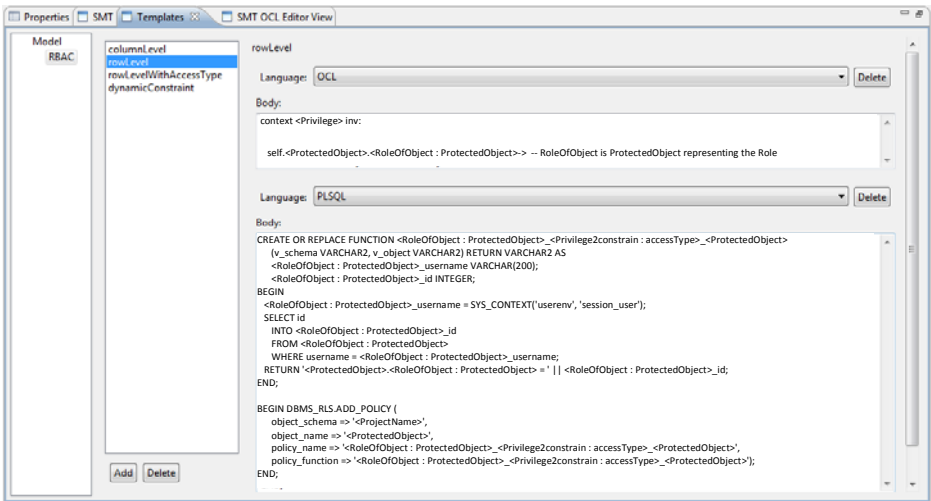 Properties SMT Templates SMT OCL Editor View
Model
RBAC
columnLevel
rowLevel
rowLevelWithAccessType
dynamicConstraint
Add Delete
rowLevel
Language: OCL Delete
Body:
context <Privilege> inv:
self.<ProtectedObject>.<RoleOfObject : ProtectedObject>-> -- RoleOfObject is ProtectedObject representing the Role
Language: PLSQL Delete
Body:
CREATE OR REPLACE FUNCTION <RoleOfObject : ProtectedObject>_<Privilege2constrain : accessType>_<ProtectedObject>
(v_schema VARCHAR2, v_object VARCHAR2) RETURN VARCHAR2 AS
<RoleOfObject : ProtectedObject>_username VARCHAR(200);
<RoleOfObject : ProtectedObject>_id INTEGER;
BEGIN
<RoleOfObject : ProtectedObject>_username = SYS_CONTEXT('userenv', 'session_user');
SELECT id
INTO <RoleOfObject : ProtectedObject>_id
FROM <RoleOfObject : ProtectedObject>
WHERE username = <RoleOfObject : ProtectedObject>_username;
RETURN '<ProtectedObject>.<RoleOfObject : ProtectedObject> = ' || <RoleOfObject : ProtectedObject>_id;
END;
BEGIN DBMS_RLS.ADD_POLICY (
object_schema => '<ProjectName>',
object_name => '<ProtectedObject>',
policy_name => '<RoleOfObject : ProtectedObject>_<Privilege2constrain : accessType>_<ProtectedObject>',
policy_function => '<RoleOfObject : ProtectedObject>_<Privilege2constrain : accessType>_<ProtectedObject>');
END;